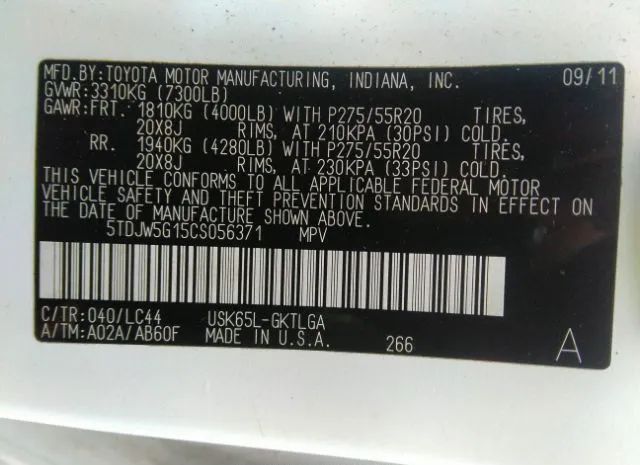 MFD.BY:TOYOTA MOTOR MANUFACTURING, INDIANA, INC. 09/11
GVWR:3310KG (7300LB)
GAWR:FRT. 1810KG (4000LB) WITH P275/55R20 TIRES,
20X8J RIMS, AT 210KPA (30PSI) COLD.
RR. 1940KG (4280LB) WITH P275/55R20 TIRES,
20X8J RIMS, AT 230KPA (33PSI) COLD.
THIS VEHICLE CONFORMS TO ALL APPLICABLE FEDERAL MOTOR
VEHICLE SAFETY AND THEFT PREVENTION STANDARDS IN EFFECT ON
THE DATE OF MANUFACTURE SHOWN ABOVE.
5TDJW5G15CS056371 MPV
C/TR:040/LC44 USK65L-GKTLGA
A/TM:A02A/AB60F MADE IN U.S.A. 266 A